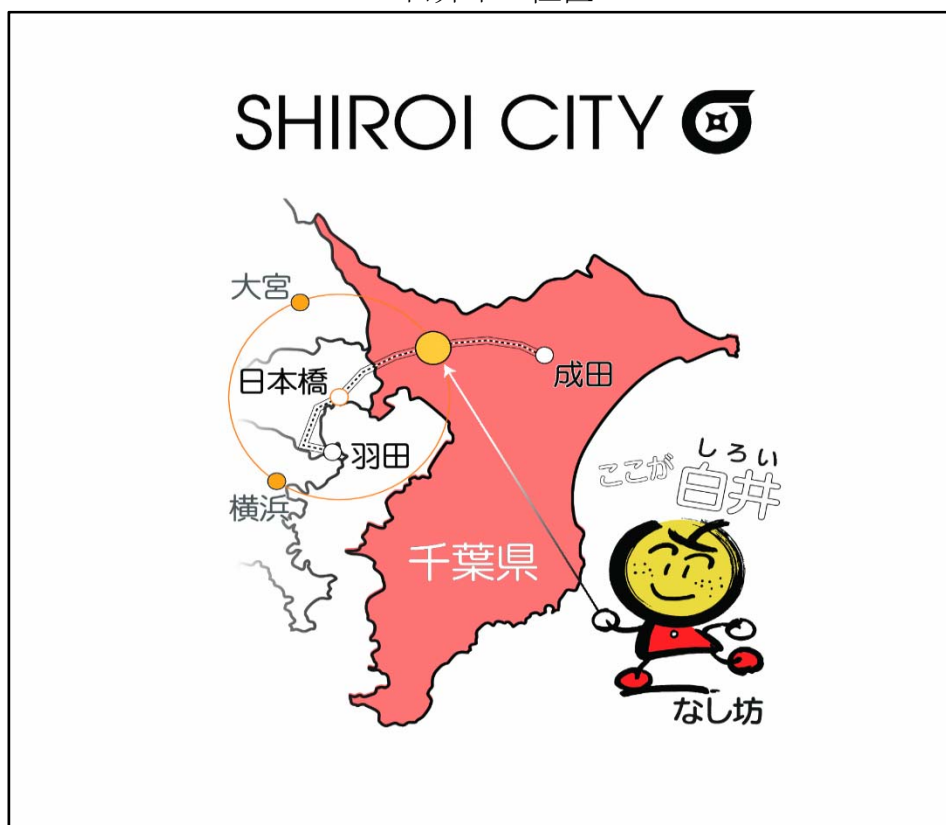 SHIROI CITY
大宮
日本橋
成田
羽田
しろい
ここが 白井
横浜
千葉県
なし坊